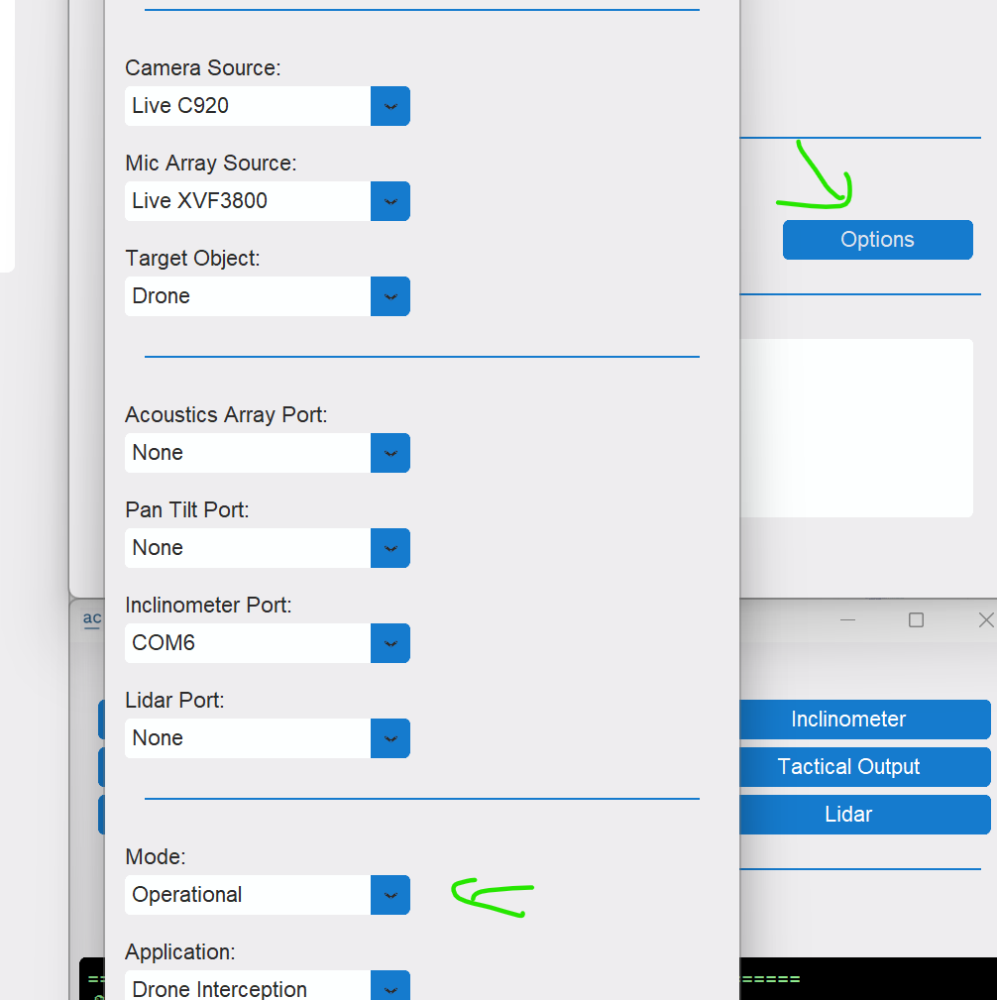 Camera Source:
Live C920
Mic Array Source:
Live XVF3800
Options
Target Object:
Drone
Acoustics Array Port:
None
Pan Tilt Port:
None
Inclinometer Port:
ac
COM6
Lidar Port:
Inclinometer
None
Tactical Output
Lidar
Mode:
Operational
Application:
Drone Interception
==
======